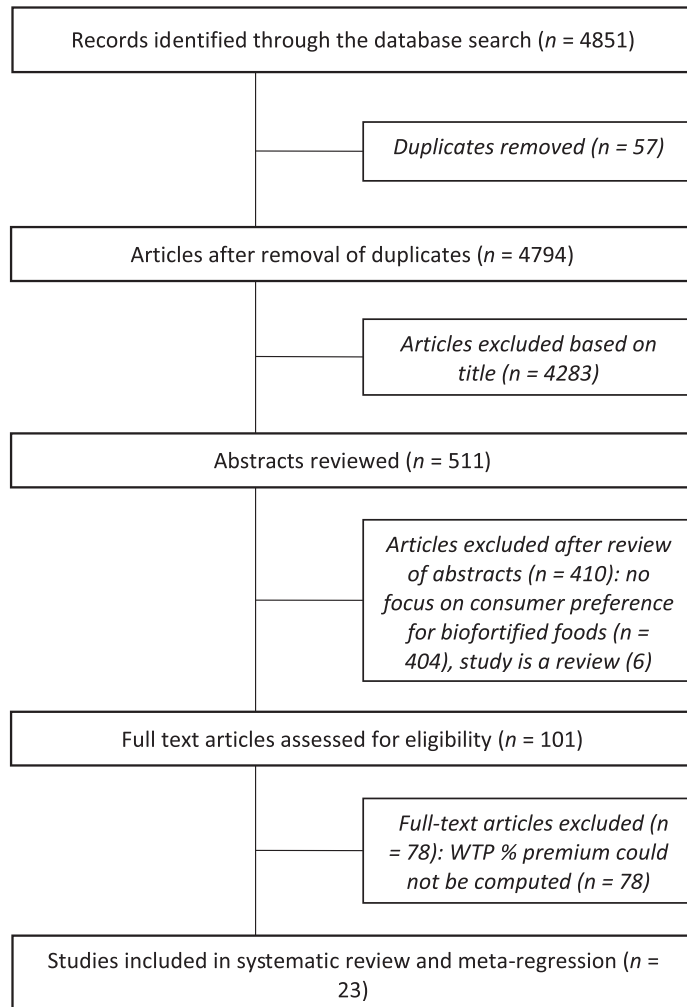 Records identified through the database search (n = 4851)
Duplicates removed (n = 57)
Articles after removal of duplicates (n = 4794)
Articles excluded based on
title (n = 4283)
Abstracts reviewed (n = 511)
Articles excluded after review
of abstracts (n = 410): no
focus on consumer preference
for biofortified foods (n =
404), study is a review (6)
Full text articles assessed for eligibility (n = 101)
Full-text articles excluded (n
= 78): WTP % premium could
not be computed (n = 78)
Studies included in systematic review and meta-regression (n =
23)